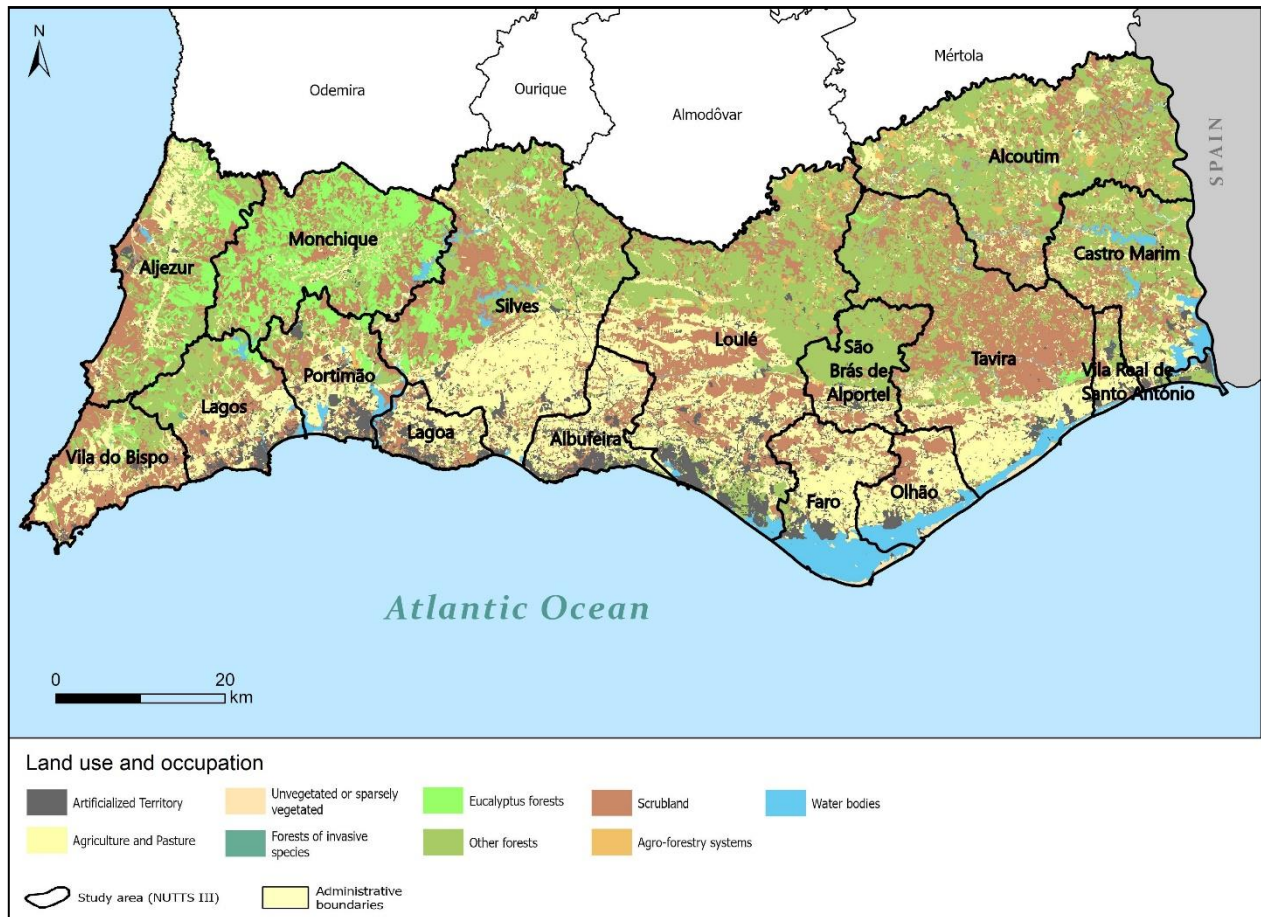 N
Odemira
Ourique
Almodôvar
Mértola
SPAIN
Alcoutim
Monchique
Aljezur
Castro Marim
Silves
Loulé
São
Brás de
Alportel
Tavira
Vila Real de
Santo António
Portimão
Lagos
Lagoa
Albufeira
Vila do Bispo
Faro
Olhão
Atlantic Ocean
0 20
km
Land use and occupation
Artificialized Territory
Unvegetated or sparsely
vegetated
Eucalyptus forests
Scrubland
Water bodies
Agriculture and Pasture
Forests of invasive
species
Other forests
Agro-forestry systems
Study area (NUTTS III)
Administrative
boundaries